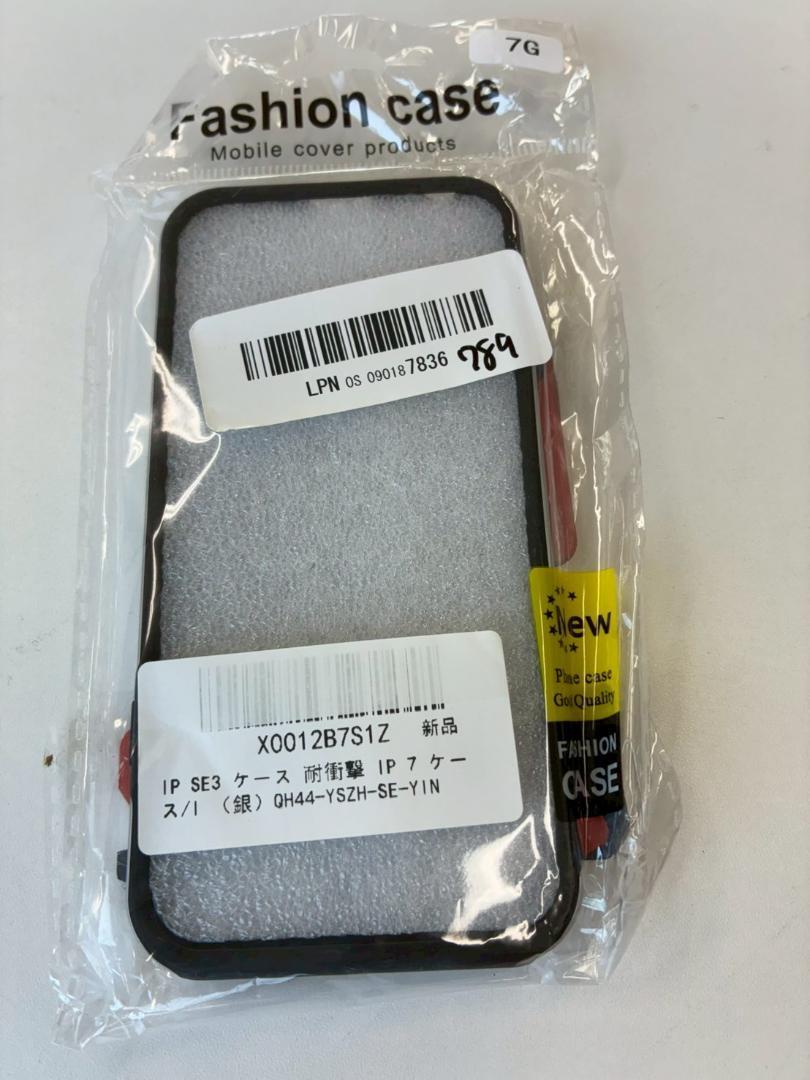 7G
Fashion case
Mobile cover products
LPN OS 090187836 789
X0012B7S1Z 新品
IP SE3 ケース 耐衝撃 IP 7 ケー
ス/I （銀）QH44-YSZH-SE-YIN
New
Phone case
Good Quality
FASHION
CASE